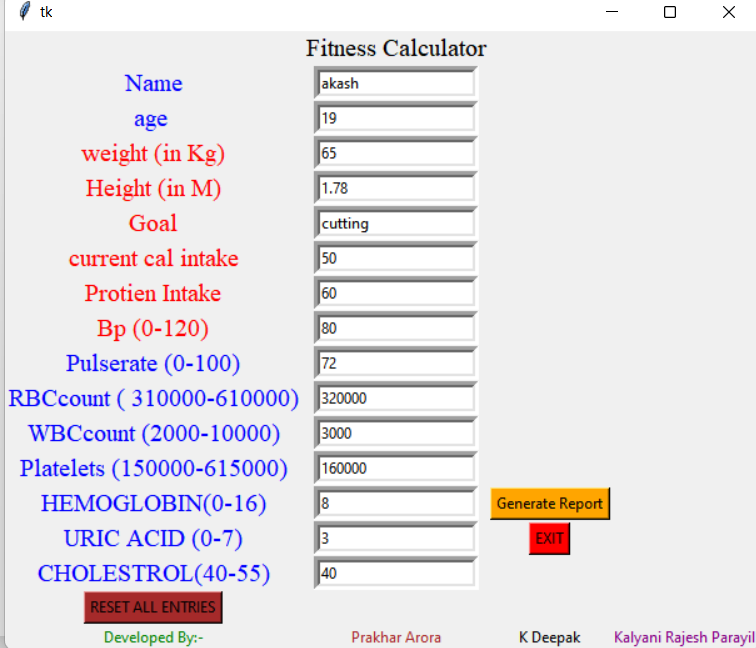 tk
Fitness Calculator
Name akash
age 19
weight (in Kg) 65
Height (in M) 1.78
Goal cutting
current cal intake 50
Protien Intake 60
Bp (0-120) 80
Pulserate (0-100) 72
RBCcount ( 310000-610000) 320000
WBCcount (2000-10000) 3000
Platelets (150000-615000) 160000
HEMOGLOBIN(0-16) 8 Generate Report
URIC ACID (0-7) 3 EXIT
CHOLESTROL(40-55) 40
RESET ALL ENTRIES
Developed By:- Prakhar Arora K Deepak Kalyani Rajesh Parayil